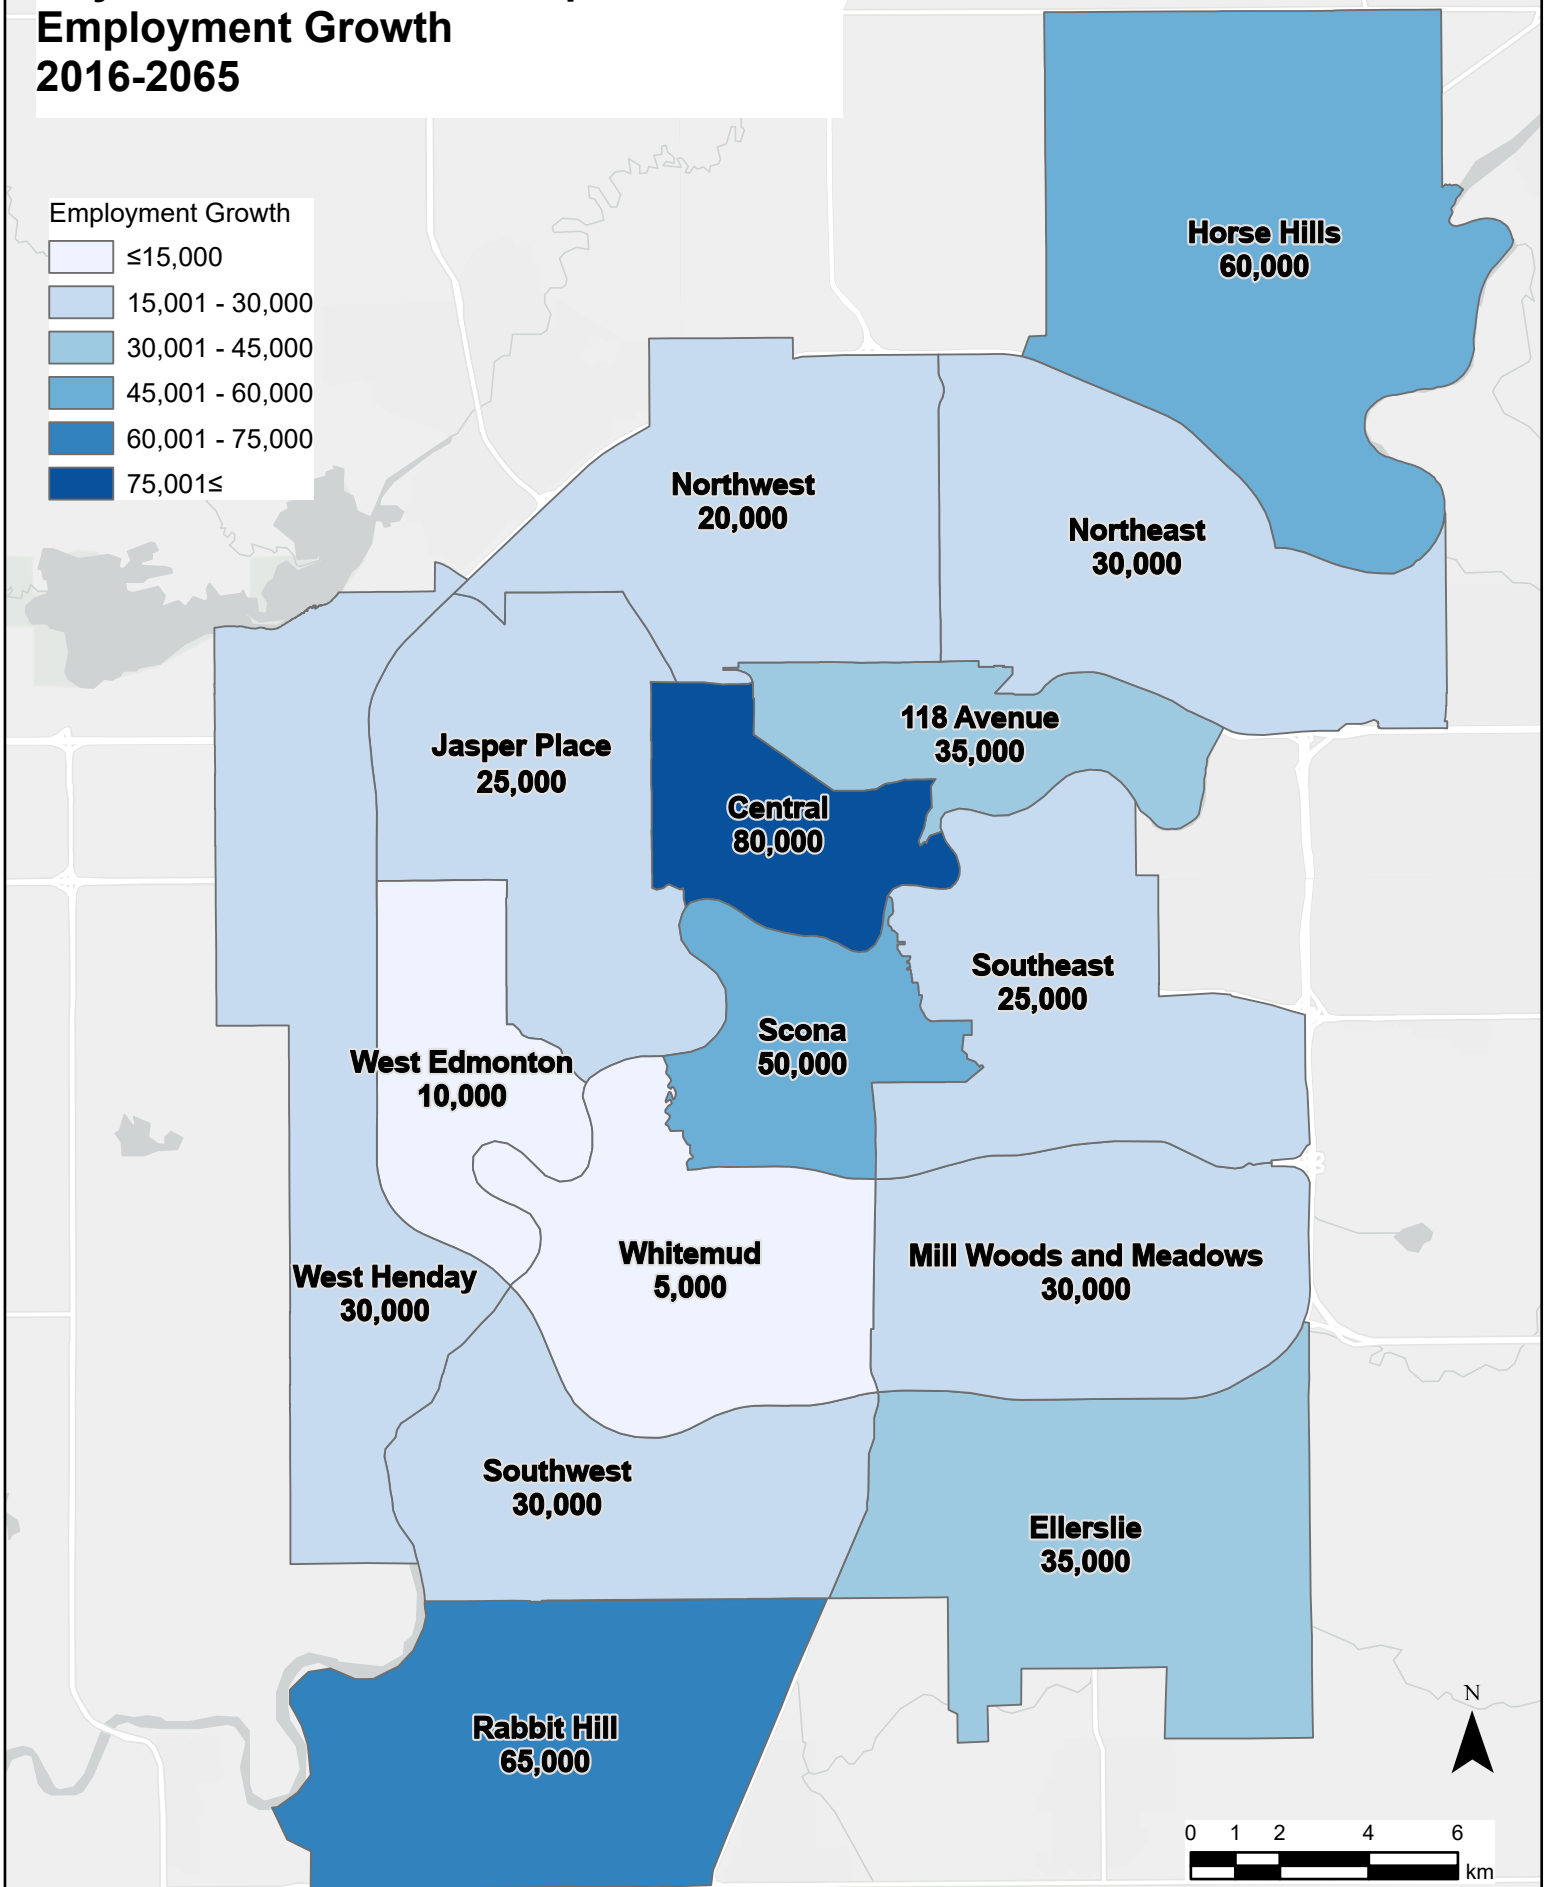 Employment Growth
2016-2065
Employment Growth
≤15,000
15,001 - 30,000
30,001 - 45,000
45,001 - 60,000
60,001 - 75,000
75,001≤
Horse Hills
60,000
Northwest
20,000
Northeast
30,000
118 Avenue
35,000
Jasper Place
25,000
Central
80,000
Southeast
25,000
Scona
50,000
West Edmonton
10,000
Whitemud
5,000
Mill Woods and Meadows
30,000
West Henday
30,000
Southwest
30,000
Ellerslie
35,000
Rabbit Hill
65,000
N
0 1 2 4 6
km